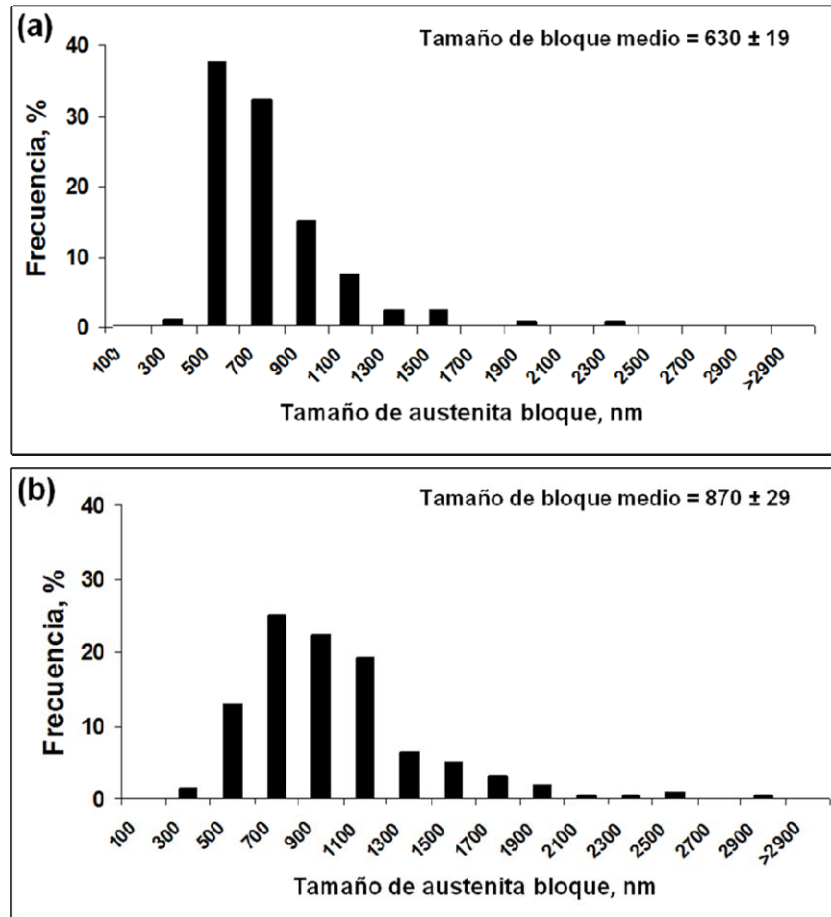 (a)
Tamaño de bloque medio = 630 ± 19
Frecuencia, %
40
30
20
10
0
100 300 500 700 900 1100 1300 1500 1700 1900 2100 2300 2500 2700 2900 >2900
Tamaño de austenita bloque, nm
(b)
Tamaño de bloque medio = 870 ± 29
Frecuencia, %
40
30
20
10
0
100 300 500 700 900 1100 1300 1500 1700 1900 2100 2300 2500 2700 2900 >2900
Tamaño de austenita bloque, nm